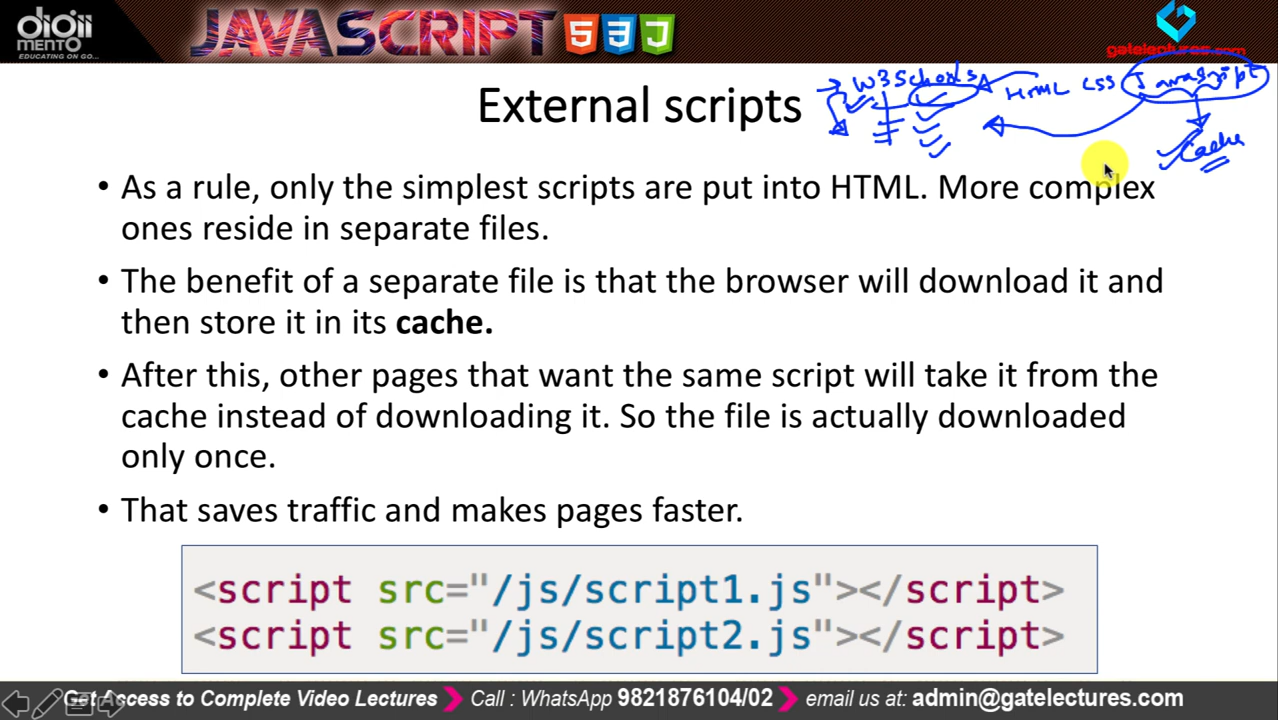 DIGII
MENTO
EDUCATING ON GO...
JAVASCRIPT 5 3 J
gatelectures.com
W3Schools
HTML CSS Javascript
Cache
External scripts
• As a rule, only the simplest scripts are put into HTML. More complex
ones reside in separate files.
• The benefit of a separate file is that the browser will download it and
then store it in its cache.
• After this, other pages that want the same script will take it from the
cache instead of downloading it. So the file is actually downloaded
only once.
• That saves traffic and makes pages faster.
<script src="/js/script1.js"></script>
<script src="/js/script2.js"></script>
Get Access to Complete Video Lectures Call : WhatsApp 9821876104/02 email us at: admin@gatelectures.com